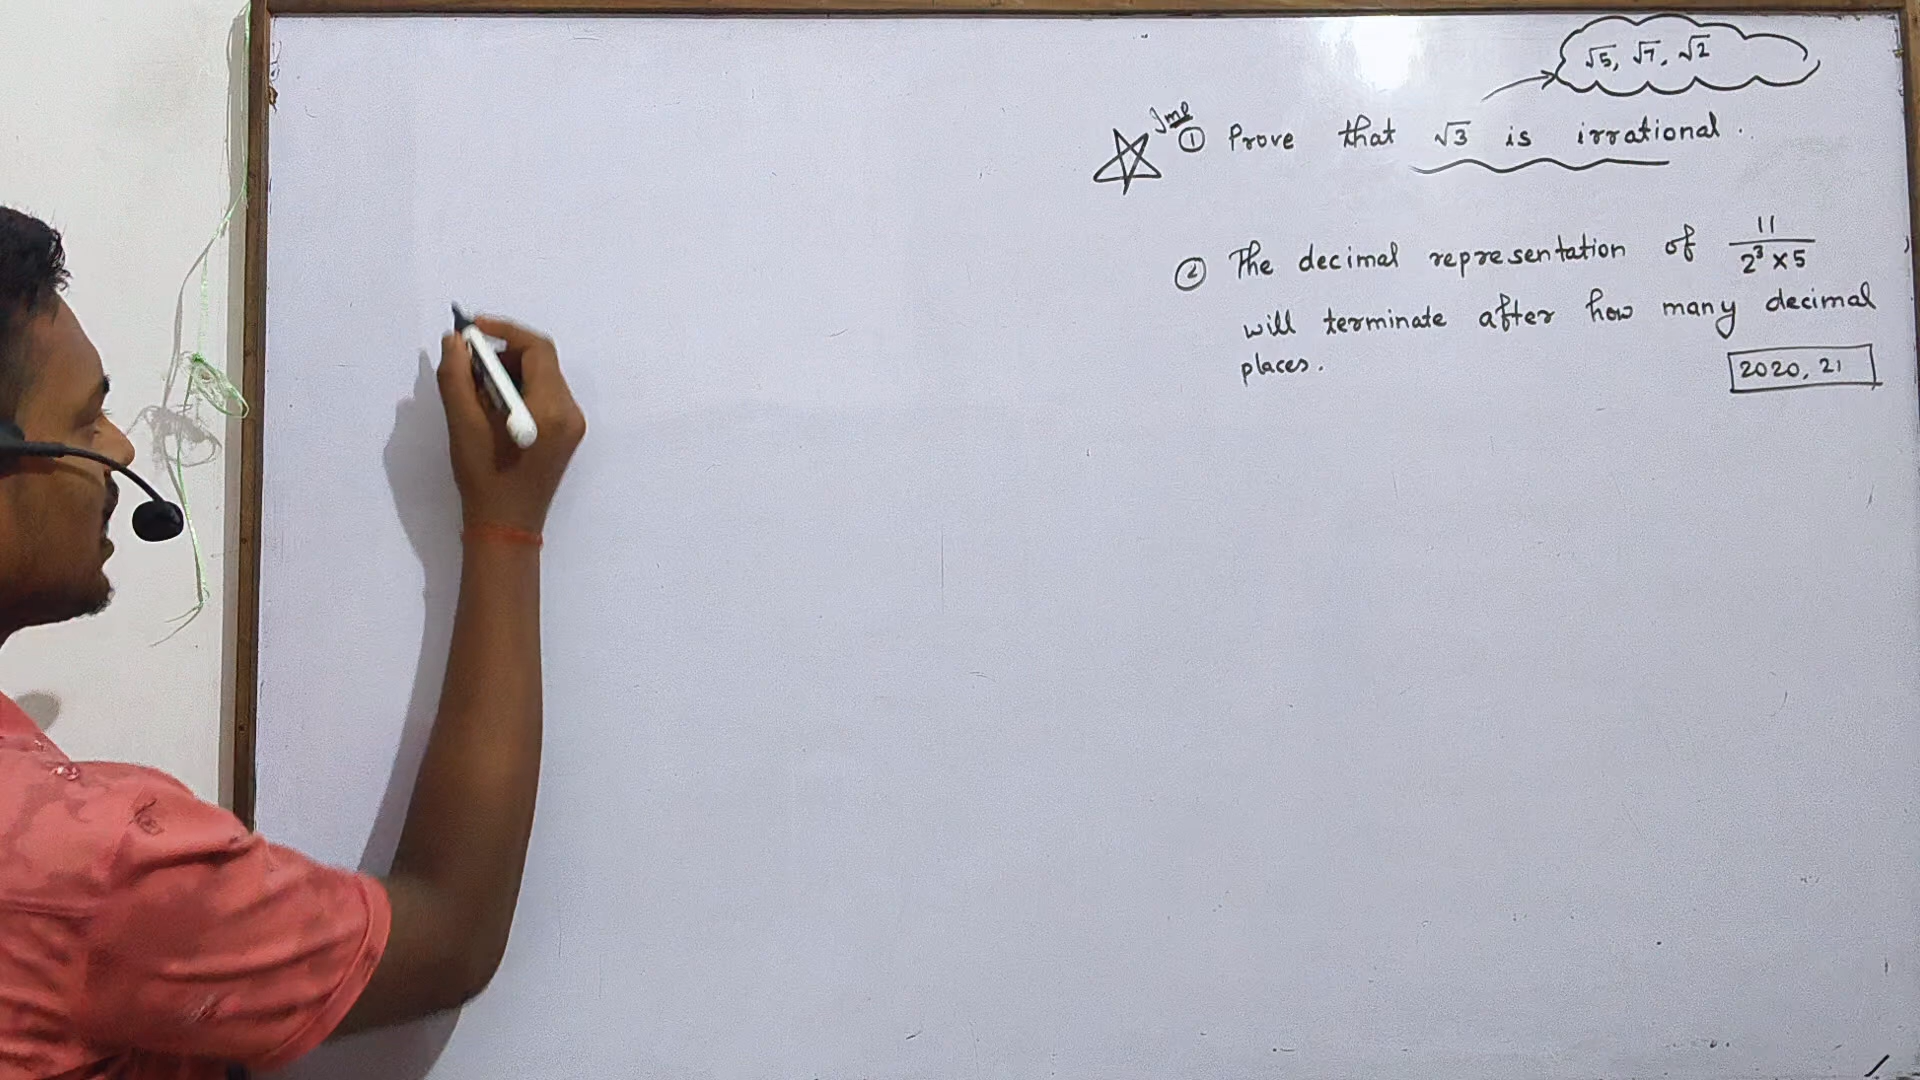 √5, √7, √2
Imp
① Prove that √3 is irrational.
② The decimal representation of 11/(2³×5)
will terminate after how many decimal
places.
2020, 21